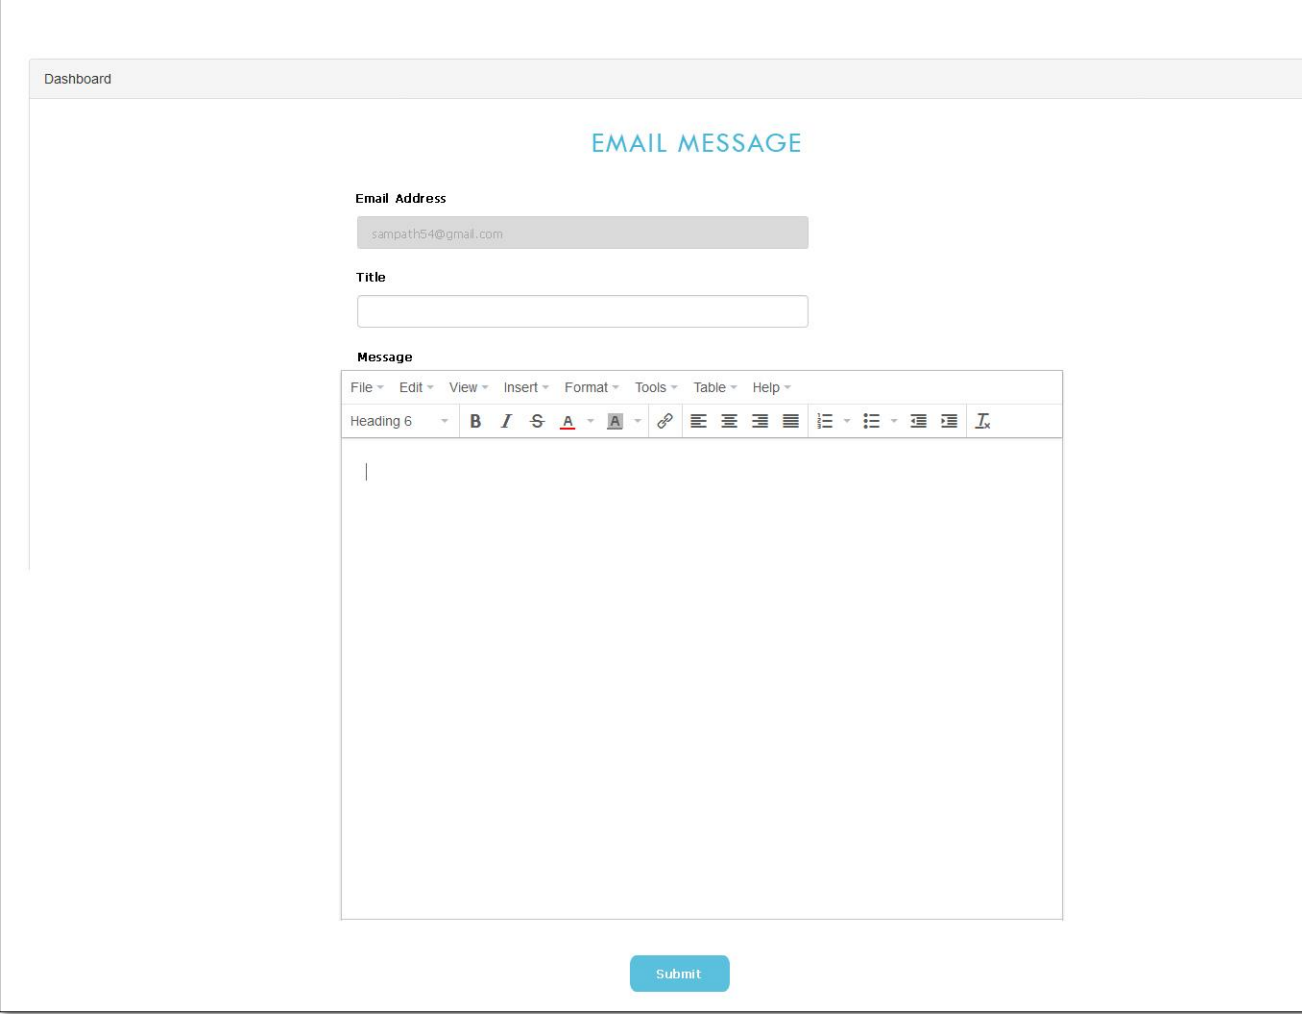 Dashboard
EMAIL MESSAGE
Email Address
sampath54@gmail.com
Title
Message
File Edit View Insert Format Tools Table Help
Heading 6 B I S A A
Submit